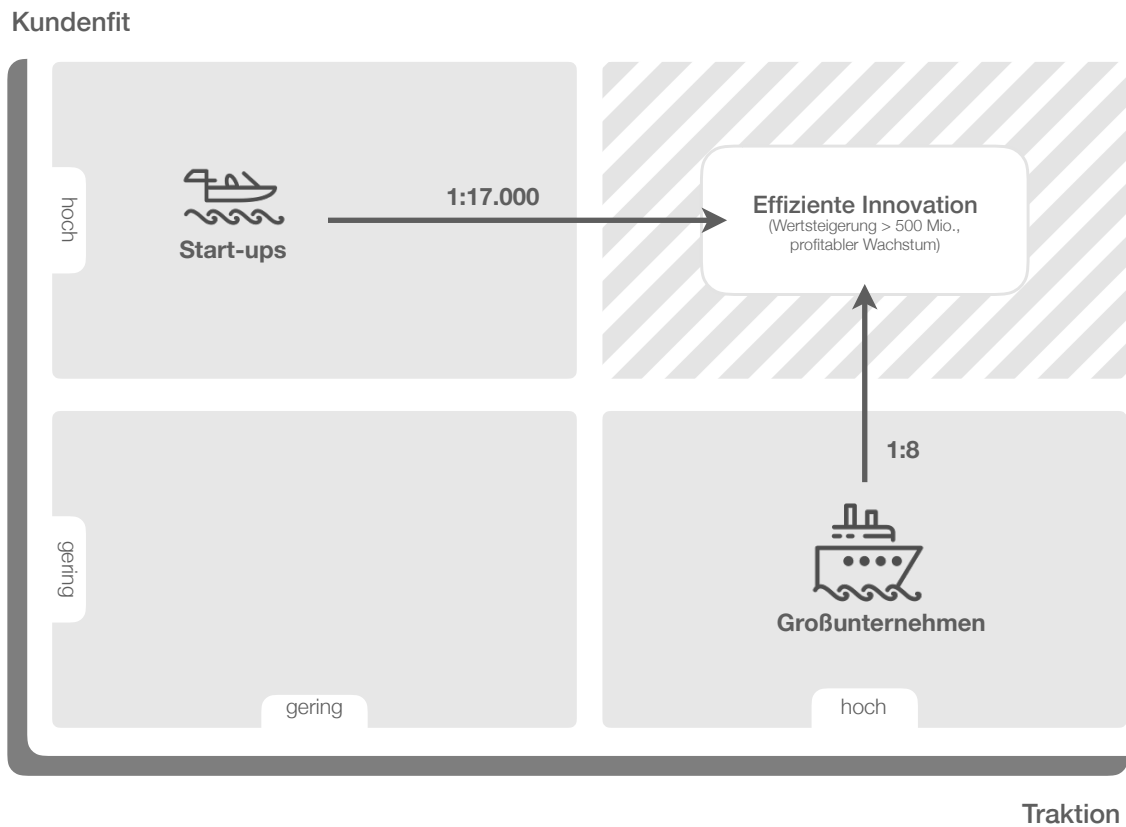 Kundenfit
hoch
Start-ups
1:17.000
Effiziente Innovation
(Wertsteigerung > 500 Mio.,
profitabler Wachstum)
1:8
gering
Großunternehmen
gering
hoch
Traktion